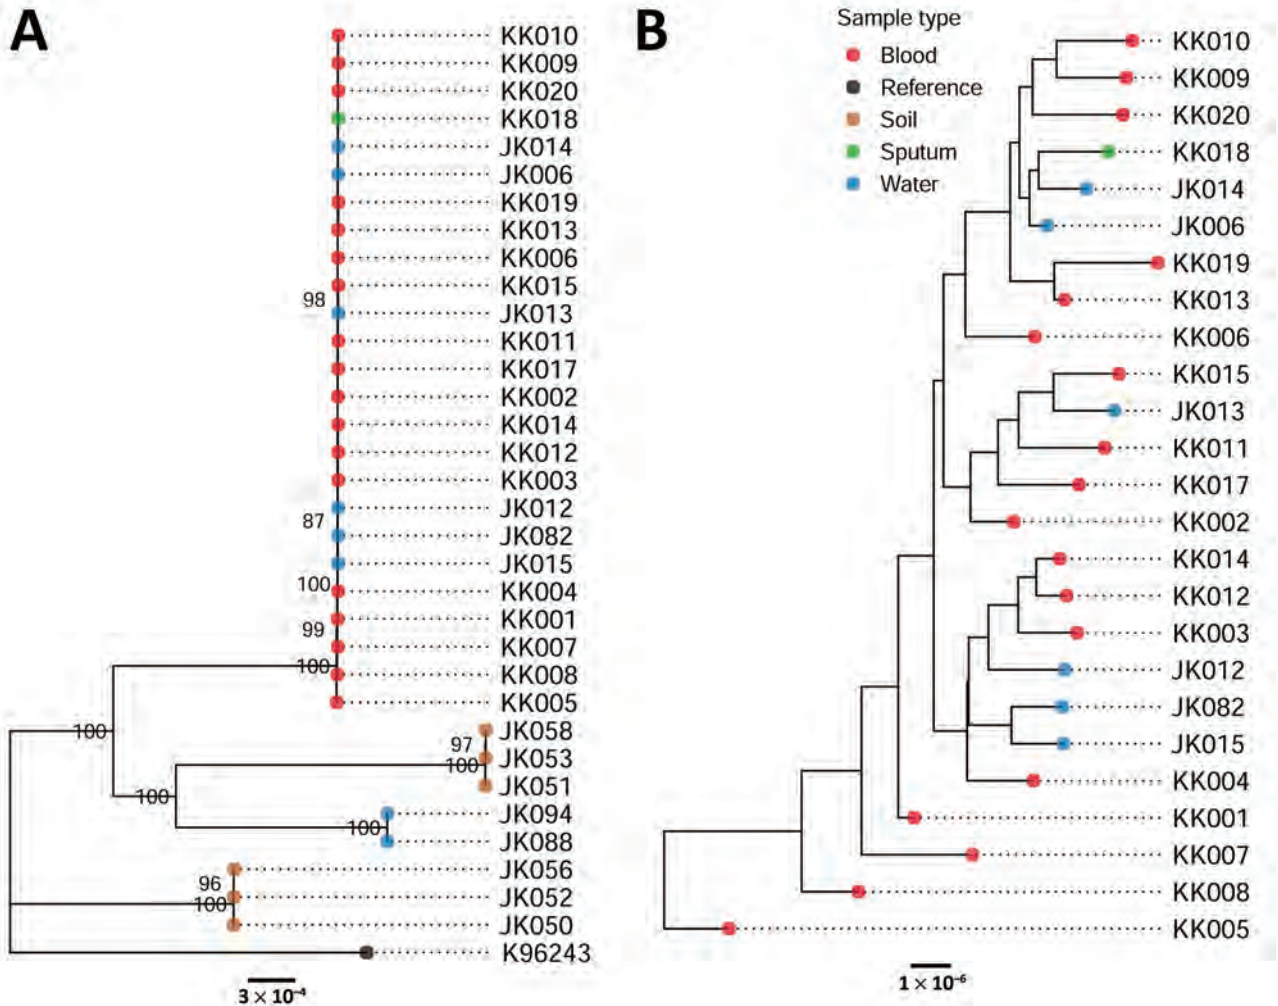 A
KK010
KK009
KK020
KK018
JK014
JK006
KK019
KK013
KK006
KK015
98
JK013
KK011
KK017
KK002
KK014
KK012
KK003
JK012
87
JK082
JK015
100
KK004
KK001
99
KK007
100
KK008
KK005
100
JK058
97
JK053
100
JK051
100
JK094
100
JK088
JK056
96
JK052
100
JK050
K96243
3 × 10⁻⁴
B
Sample type
Blood
Reference
Soil
Sputum
Water
KK010
KK009
KK020
KK018
JK014
JK006
KK019
KK013
KK006
KK015
JK013
KK011
KK017
KK002
KK014
KK012
KK003
JK012
JK082
JK015
KK004
KK001
KK007
KK008
KK005
1 × 10⁻⁶